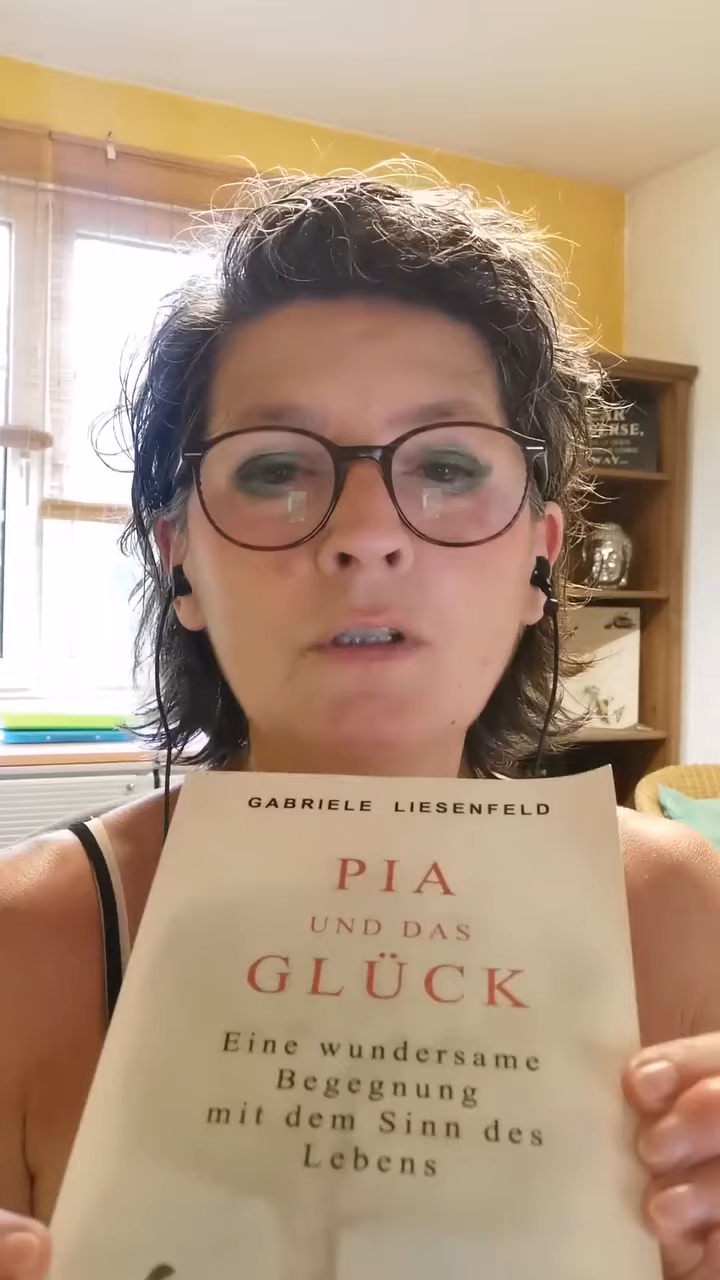 GABRIELE LIESENFELD
PIA
UND DAS
GLÜCK
Eine wundersame
Begegnung
mit dem Sinn des
Lebens